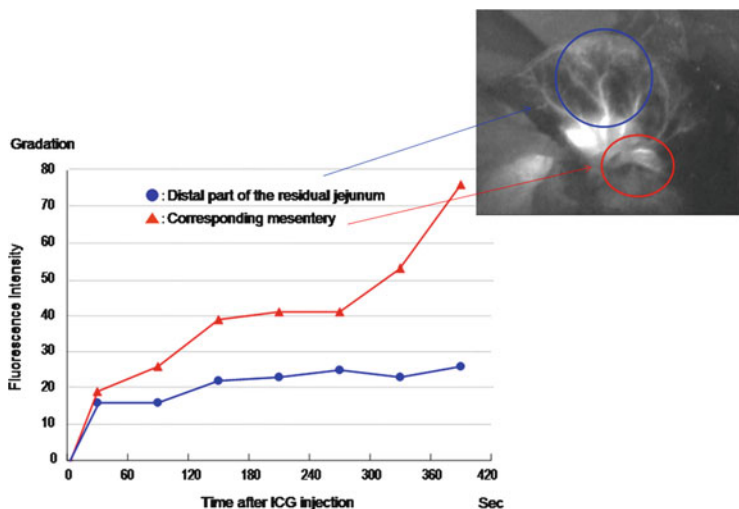 Gradation
80
70
60
50
40
30
20
10
0
● : Distal part of the residual jejunum
▲ : Corresponding mesentery
Fluorescence Intensity
0 60 120 180 240 300 360 420
Time after ICG injection Sec